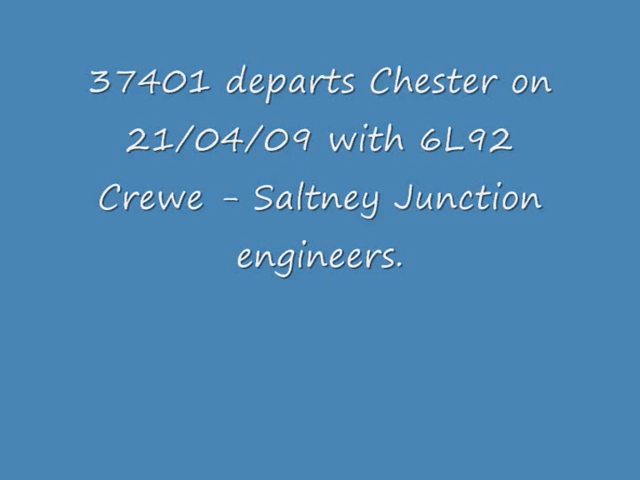 37401 departs Chester on
21/04/09 with 6L92
Crewe - Saltney Junction
engineers.